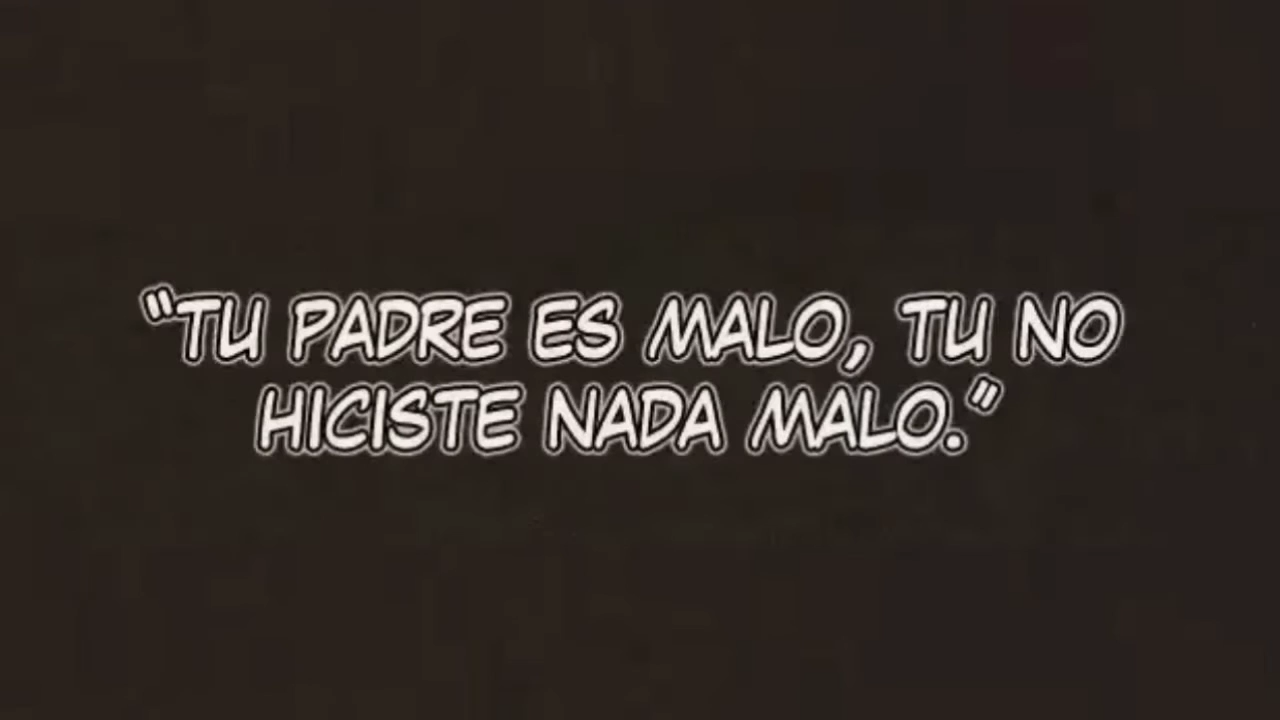 “TU PADRE ES MALO, TU NO
HICISTE NADA MALO.”